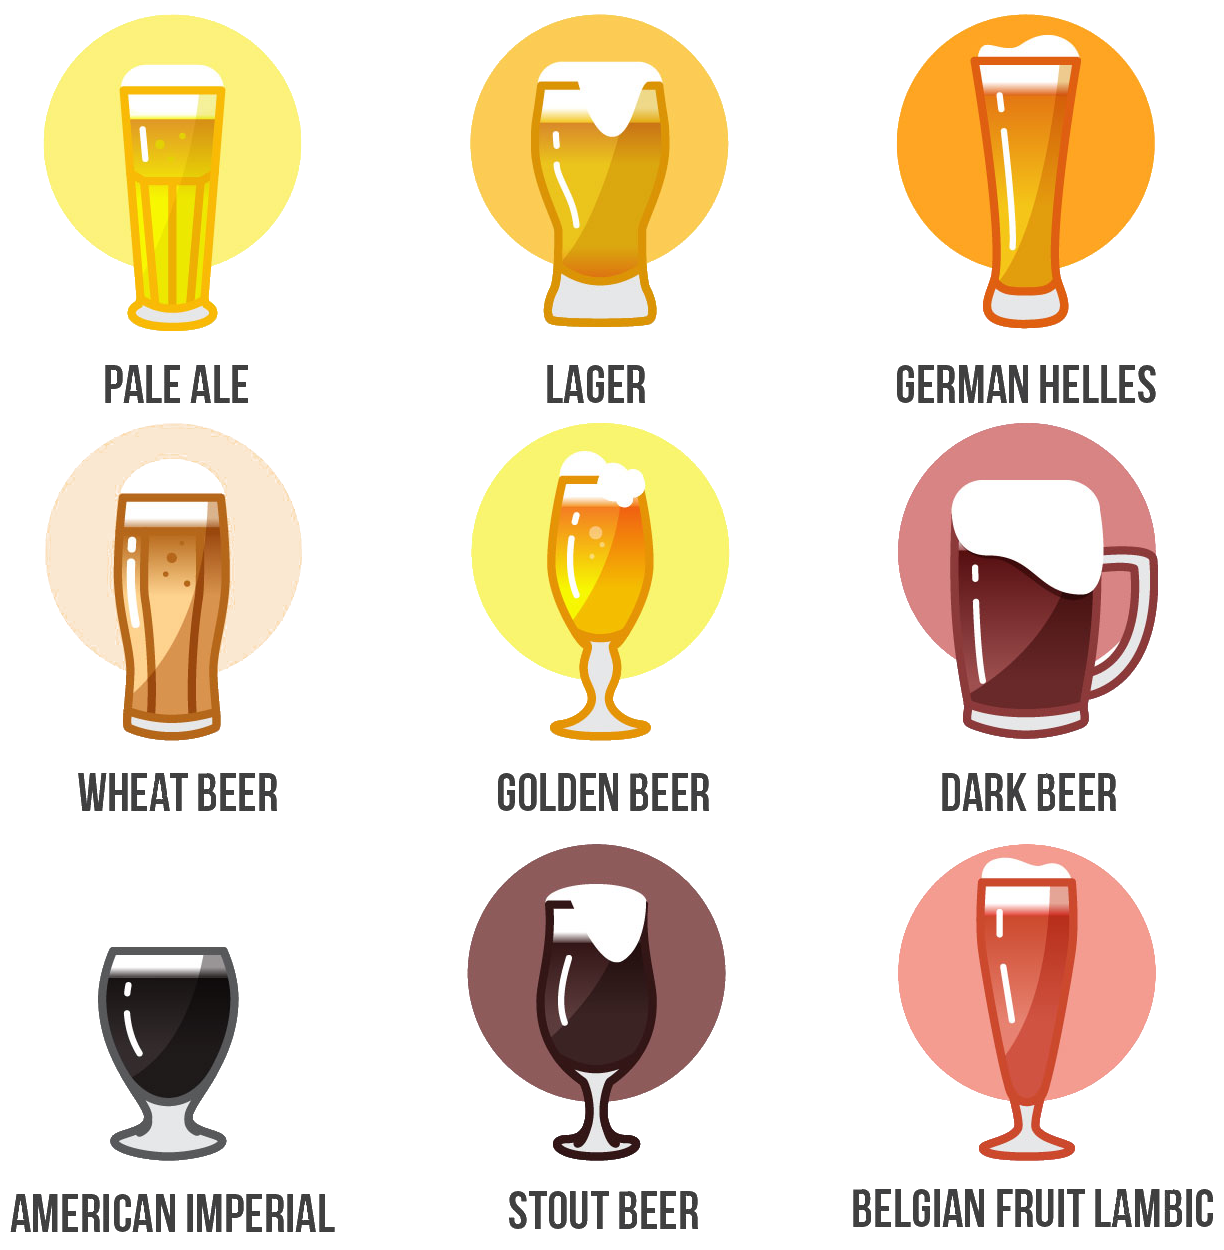 PALE ALE
LAGER
GERMAN HELLES
WHEAT BEER
GOLDEN BEER
DARK BEER
AMERICAN IMPERIAL
STOUT BEER
BELGIAN FRUIT LAMBIC